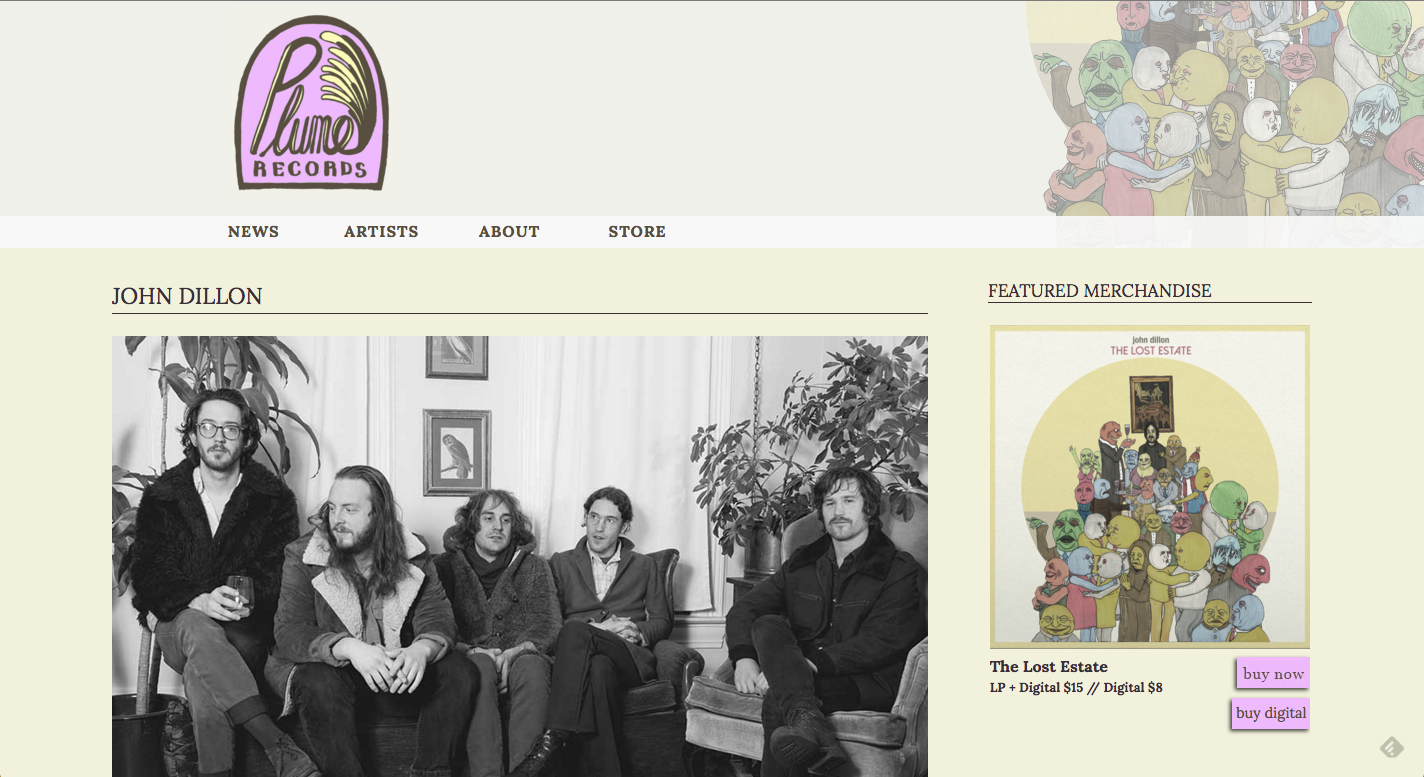 Plume
RECORDS
NEWS
ARTISTS
ABOUT
STORE
JOHN DILLON
FEATURED MERCHANDISE
john dillon
THE LOST ESTATE
The Lost Estate
LP + Digital $15 // Digital $8
buy now
buy digital